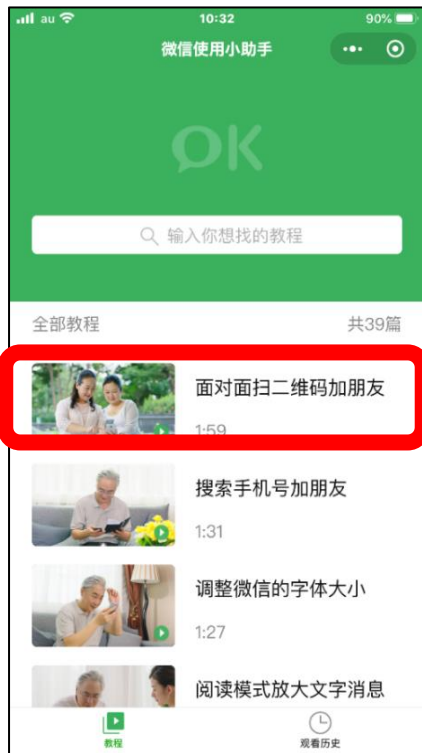 au 10:32 90%
微信使用小助手
OK
输入你想找的教程
全部教程 共39篇
面对面扫二维码加朋友
1:59
搜索手机号加朋友
1:31
调整微信的字体大小
1:27
阅读模式放大文字消息
教程 观看历史